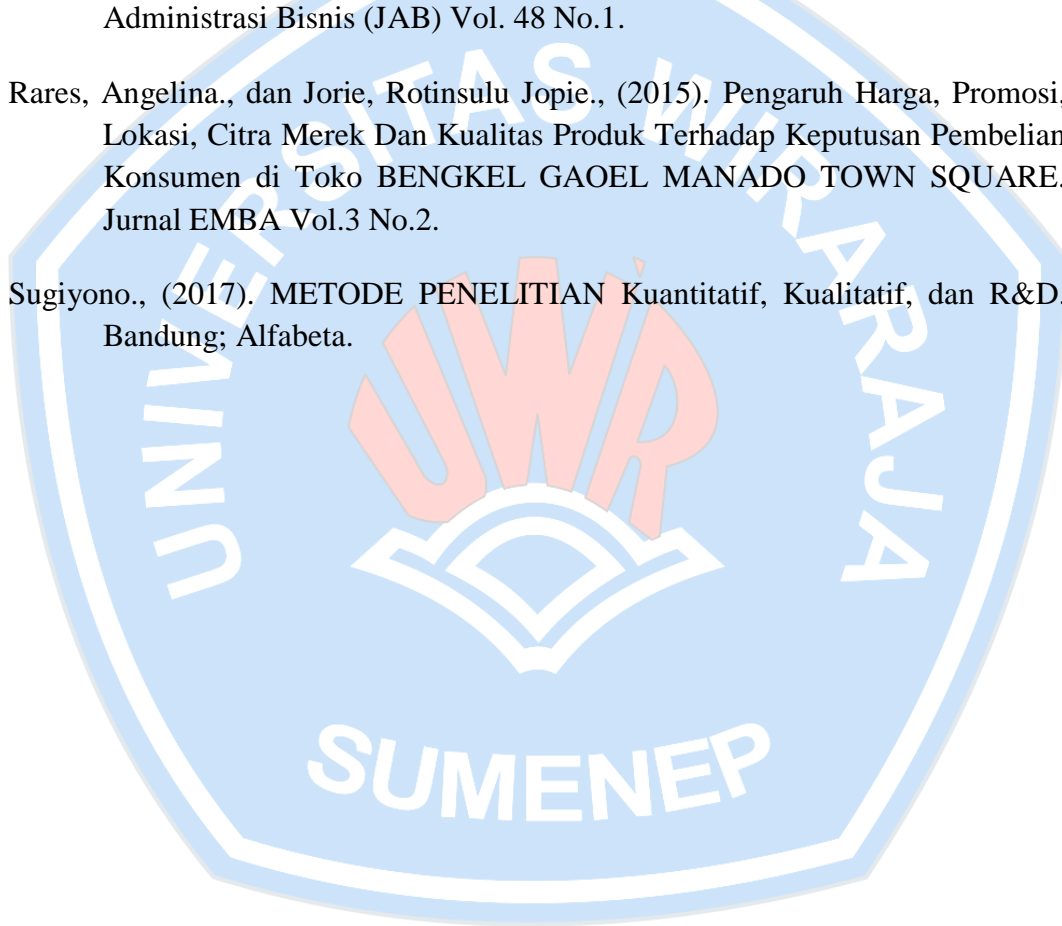 Administrasi Bisnis (JAB) Vol. 48 No.1.
Rares, Angelina., dan Jorie, Rotinsulu Jopie., (2015). Pengaruh Harga, Promosi,
Lokasi, Citra Merek Dan Kualitas Produk Terhadap Keputusan Pembelian
Konsumen di Toko BENGKEL GAOEL MANADO TOWN SQUARE.
Jurnal EMBA Vol.3 No.2.
Sugiyono., (2017). METODE PENELITIAN Kuantitatif, Kualitatif, dan R&D.
Bandung; Alfabeta.
UNIVERSITAS WIRARAJA
UWR
SUMENEP